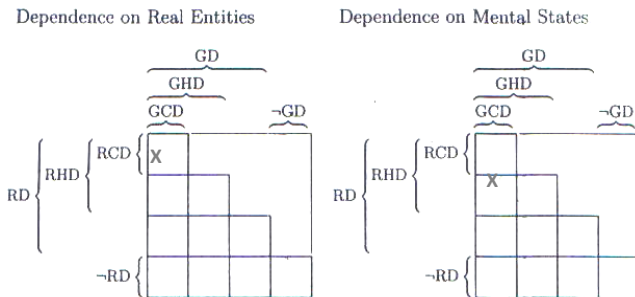 Dependence on Real Entities
GD
GHD
GCD ¬GD
RD RHD RCD X
¬RD
Dependence on Mental States
GD
GHD
GCD ¬GD
RD RHD RCD X
¬RD